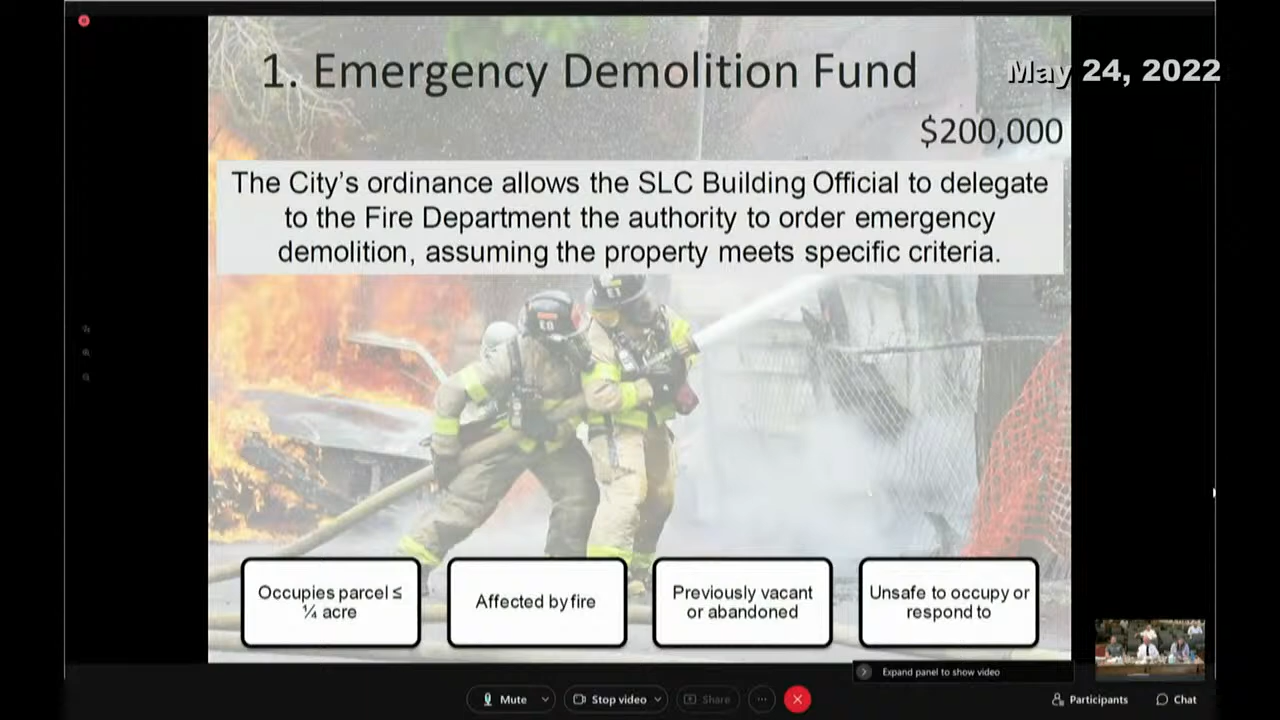 1. Emergency Demolition Fund
May 24, 2022
$200,000
The City's ordinance allows the SLC Building Official to delegate
to the Fire Department the authority to order emergency
demolition, assuming the property meets specific criteria.
E8
E1
Occupies parcel ≤
¼ acre
Affected by fire
Previously vacant
or abandoned
Unsafe to occupy or
respond to
Expand panel to show video
Mute
Stop video
Share
Participants
Chat